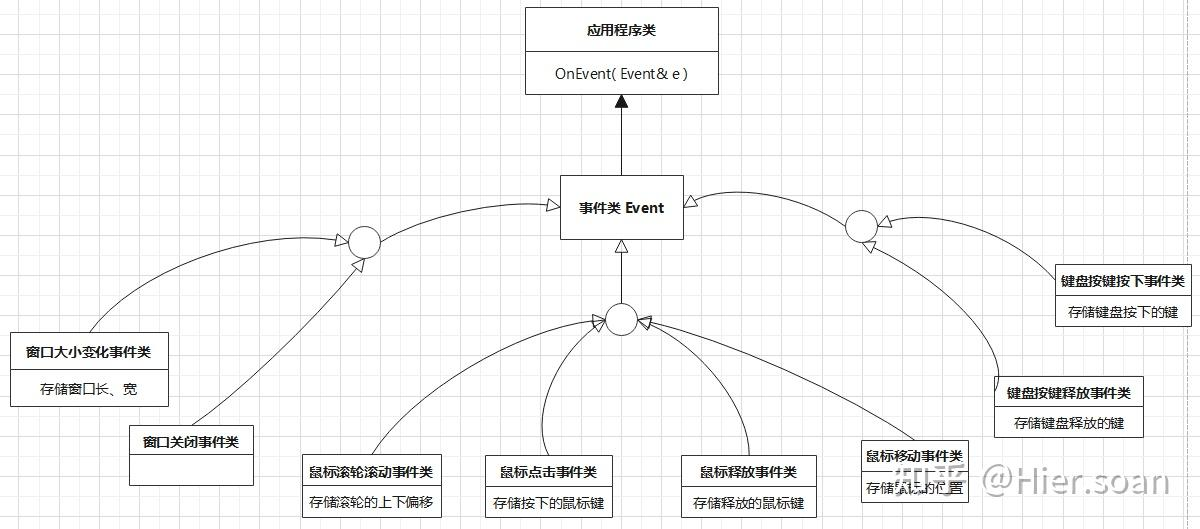 应用程序类
OnEvent( Event& e )
事件类 Event
键盘按键按下事件类
存储键盘按下的键
窗口大小变化事件类
存储窗口长、宽
键盘按键释放事件类
存储键盘释放的键
窗口关闭事件类
鼠标滚轮滚动事件类
存储滚轮的上下偏移
鼠标点击事件类
存储按下的鼠标键
鼠标释放事件类
存储释放的鼠标键
鼠标移动事件类
存储鼠标的位置
知乎 @Hier.soan